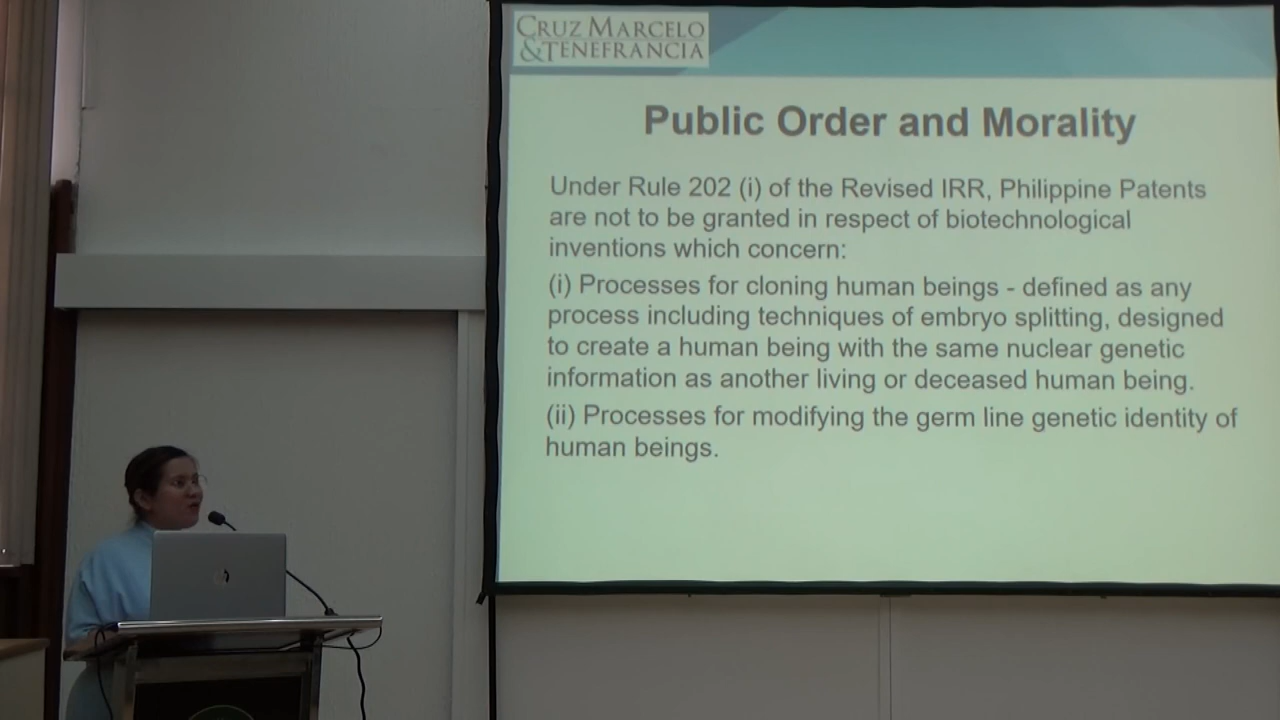 CRUZ MARCELO
& TENEFRANCIA
Public Order and Morality
Under Rule 202 (i) of the Revised IRR, Philippine Patents
are not to be granted in respect of biotechnological
inventions which concern:
(i) Processes for cloning human beings - defined as any
process including techniques of embryo splitting, designed
to create a human being with the same nuclear genetic
information as another living or deceased human being.
(ii) Processes for modifying the germ line genetic identity of
human beings.